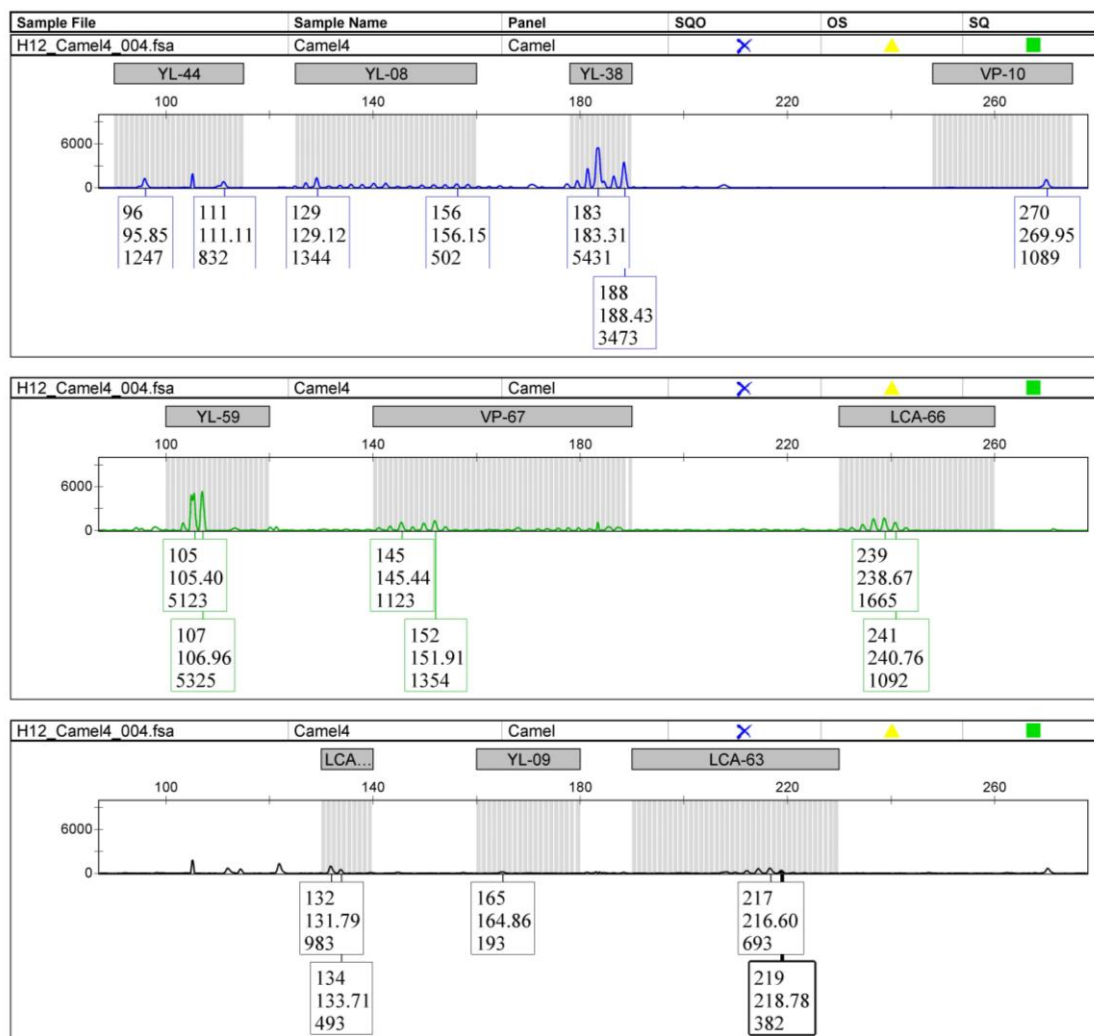 Sample File Sample Name Panel SQO OS SQ
H12_Camel4_004.fsa Camel4 Camel
YL-44 YL-08 YL-38 VP-10
100 140 180 220 260
6000
0
96 111 129 156 183 270
95.85 111.11 129.12 156.15 183.31 269.95
1247 832 1344 502 5431 1089
188
188.43
3473
H12_Camel4_004.fsa Camel4 Camel
YL-59 VP-67 LCA-66
100 140 180 220 260
6000
0
105 145 239
105.40 145.44 238.67
5123 1123 1665
107 152 241
106.96 151.91 240.76
5325 1354 1092
H12_Camel4_004.fsa Camel4 Camel
LCA... YL-09 LCA-63
100 140 180 220 260
6000
0
132 165 217
131.79 164.86 216.60
983 193 693
134 219
133.71 218.78
493 382